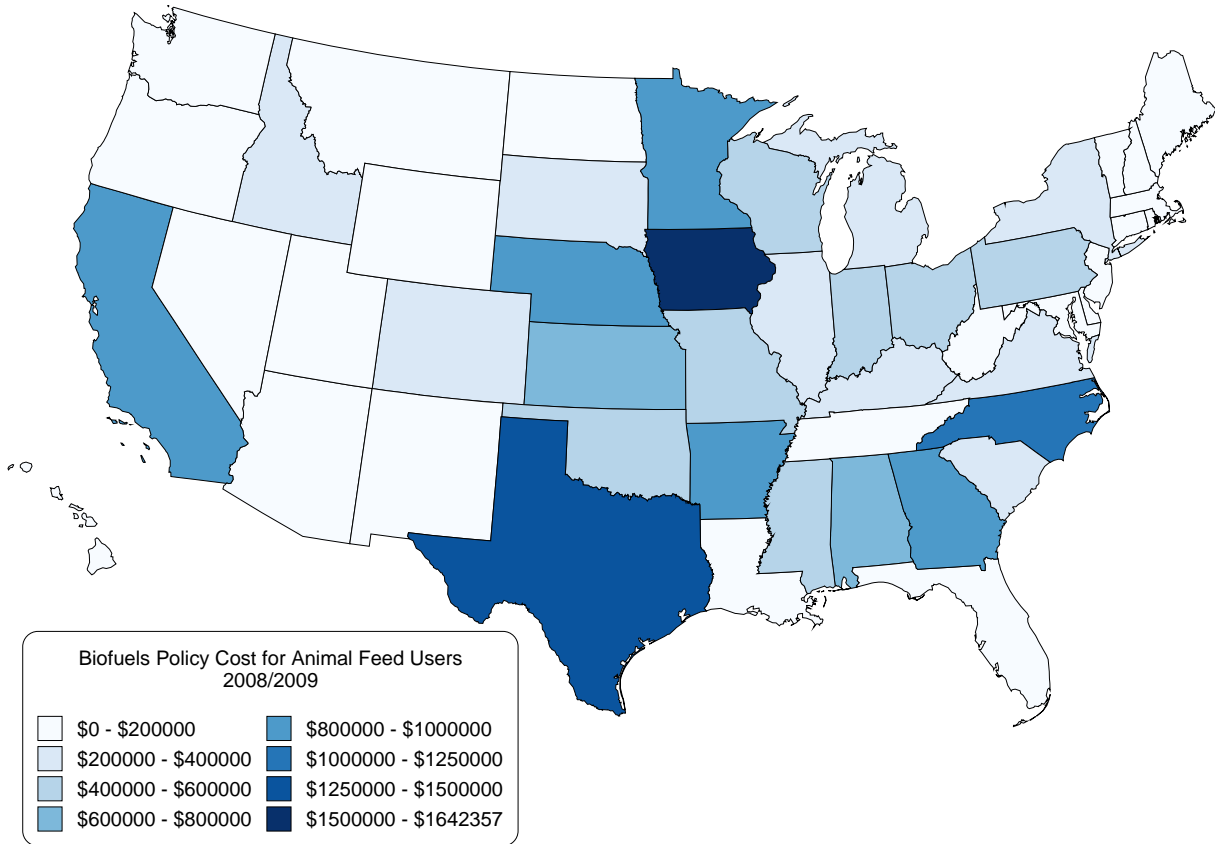 Biofuels Policy Cost for Animal Feed Users
2008/2009
$0 - $200000
$200000 - $400000
$400000 - $600000
$600000 - $800000
$800000 - $1000000
$1000000 - $1250000
$1250000 - $1500000
$1500000 - $1642357